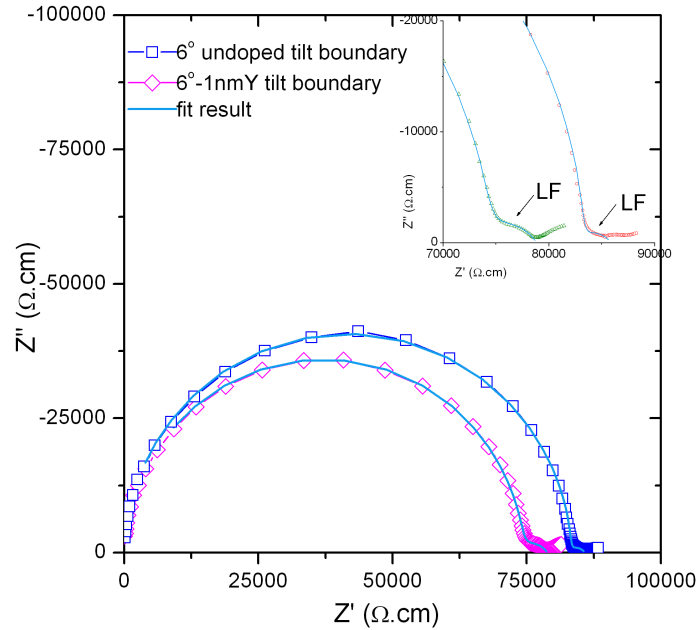 -100000
-75000
-50000
-25000
0
Z'' (Ω.cm)
6° undoped tilt boundary
6°-1nmY tilt boundary
fit result
-20000
-10000
0
Z'' (Ω.cm)
LF
LF
70000 80000 90000
Z' (Ω.cm)
0 25000 50000 75000 100000
Z' (Ω.cm)